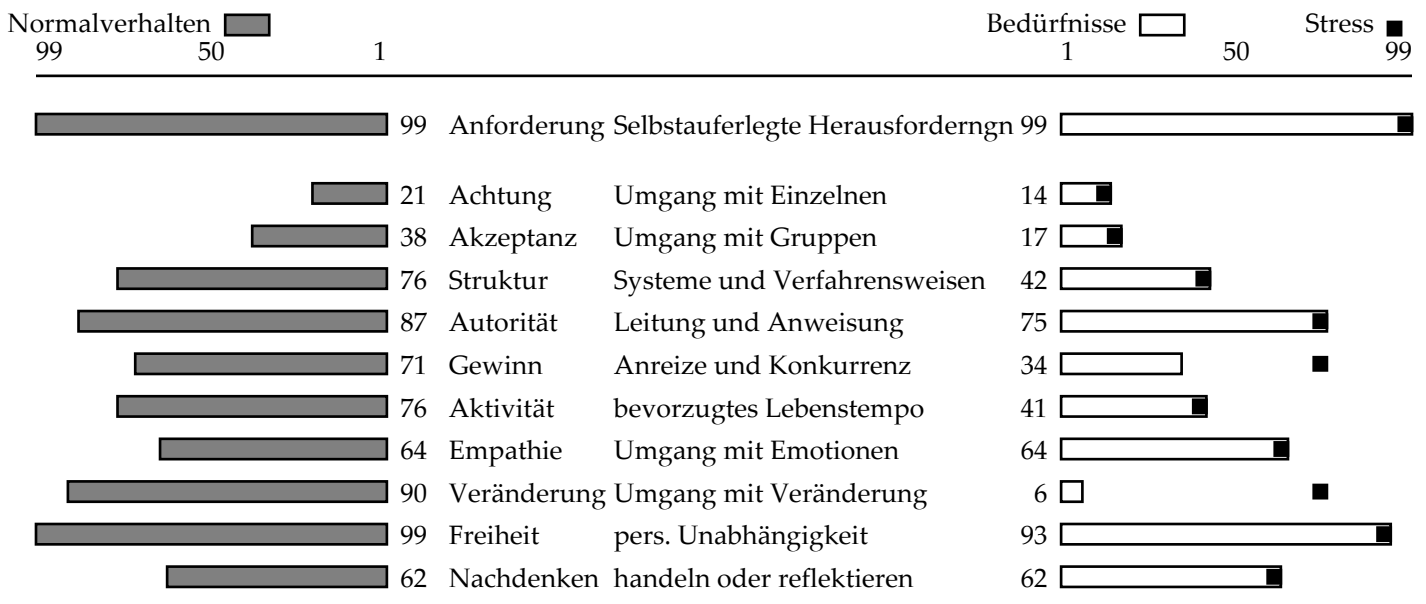 Normalverhalten Bedürfnisse Stress
99 50 1 1 50 99
99 Anforderung Selbstauferlegte Herausforderngn 99
21 Achtung Umgang mit Einzelnen 14
38 Akzeptanz Umgang mit Gruppen 17
76 Struktur Systeme und Verfahrensweisen 42
87 Autorität Leitung und Anweisung 75
71 Gewinn Anreize und Konkurrenz 34
76 Aktivität bevorzugtes Lebenstempo 41
64 Empathie Umgang mit Emotionen 64
90 Veränderung Umgang mit Veränderung 6
99 Freiheit pers. Unabhängigkeit 93
62 Nachdenken handeln oder reflektieren 62